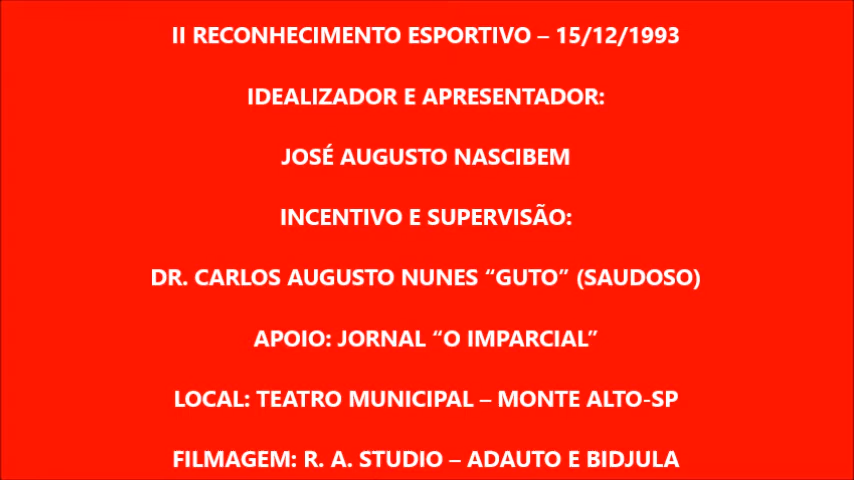 II RECONHECIMENTO ESPORTIVO – 15/12/1993
IDEALIZADOR E APRESENTADOR:
JOSÉ AUGUSTO NASCIBEM
INCENTIVO E SUPERVISÃO:
DR. CARLOS AUGUSTO NUNES “GUTO” (SAUDOSO)
APOIO: JORNAL “O IMPARCIAL”
LOCAL: TEATRO MUNICIPAL – MONTE ALTO-SP
FILMAGEM: R. A. STUDIO – ADAUTO E BIDJULA